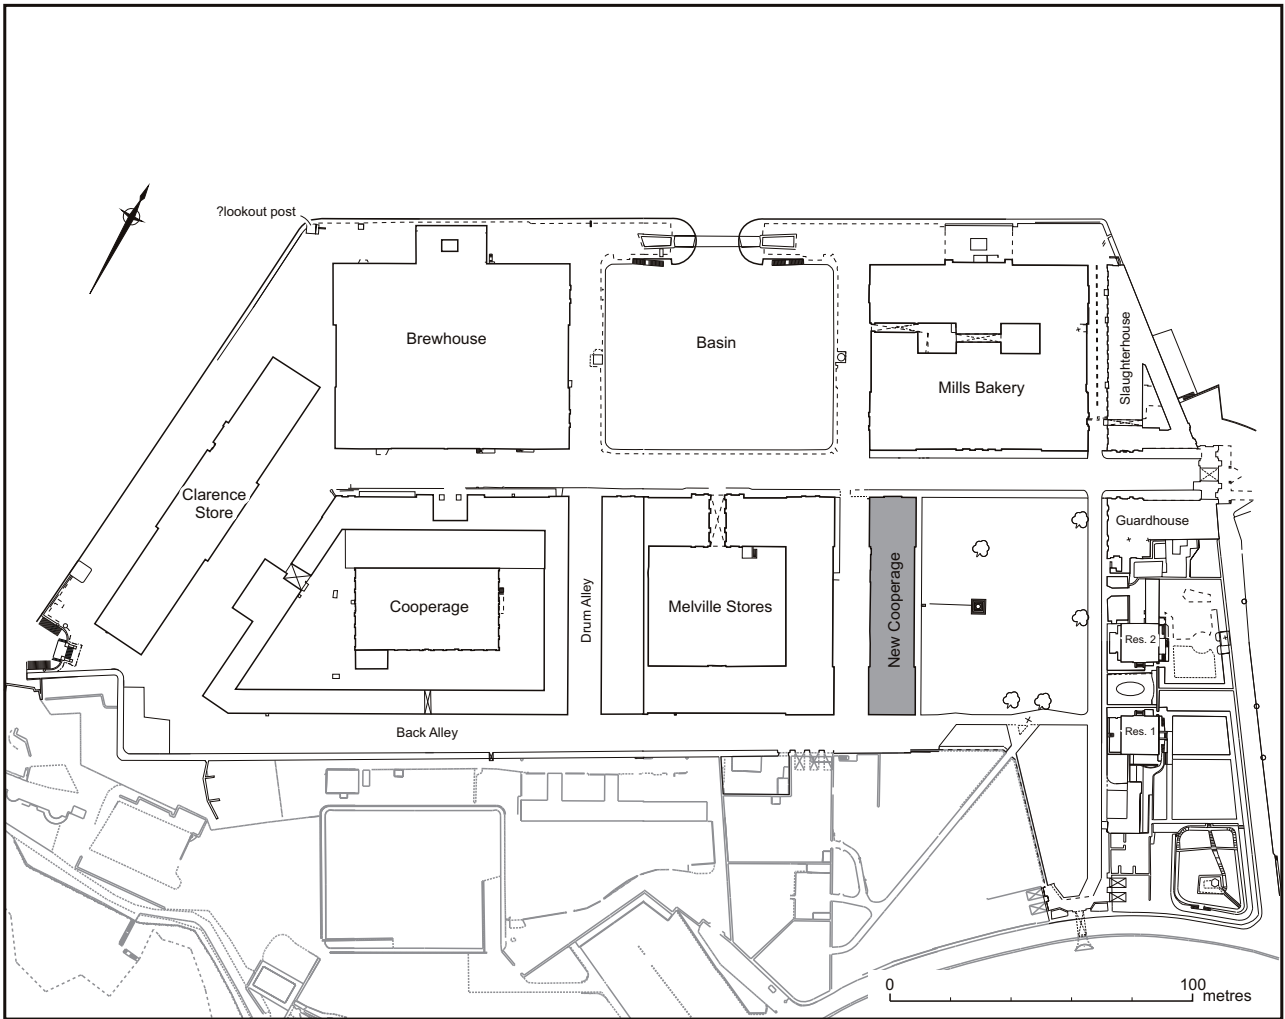 ?lookout post
Brewhouse
Basin
Mills Bakery
Slaughterhouse
Clarence
Store
Cooperage
Drum Alley
Melville Stores
New Cooperage
Guardhouse
Res. 2
Res. 1
Back Alley
0
100
metres